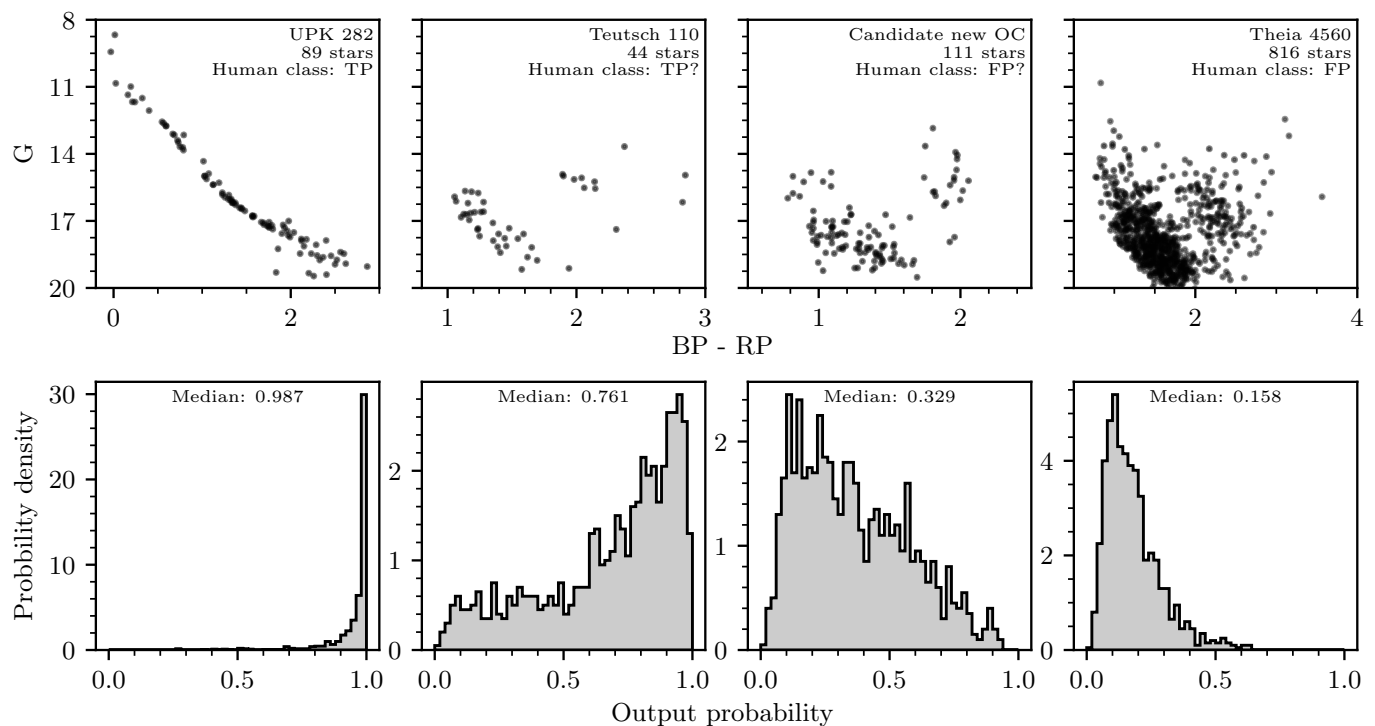 8
11
14
17
20
G
UPK 282
89 stars
Human class: TP
Teutsch 110
44 stars
Human class: TP?
Candidate new OC
111 stars
Human class: FP?
Theia 4560
816 stars
Human class: FP
0 2
1 2 3
1 2
2 4
BP - RP
Probbility density
Median: 0.987
30
20
10
0
0.0 0.5 1.0
Median: 0.761
2
1
0
0.0 0.5 1.0
Median: 0.329
2
1
0
0.0 0.5 1.0
Median: 0.158
4
2
0
0.0 0.5 1.0
Output probability